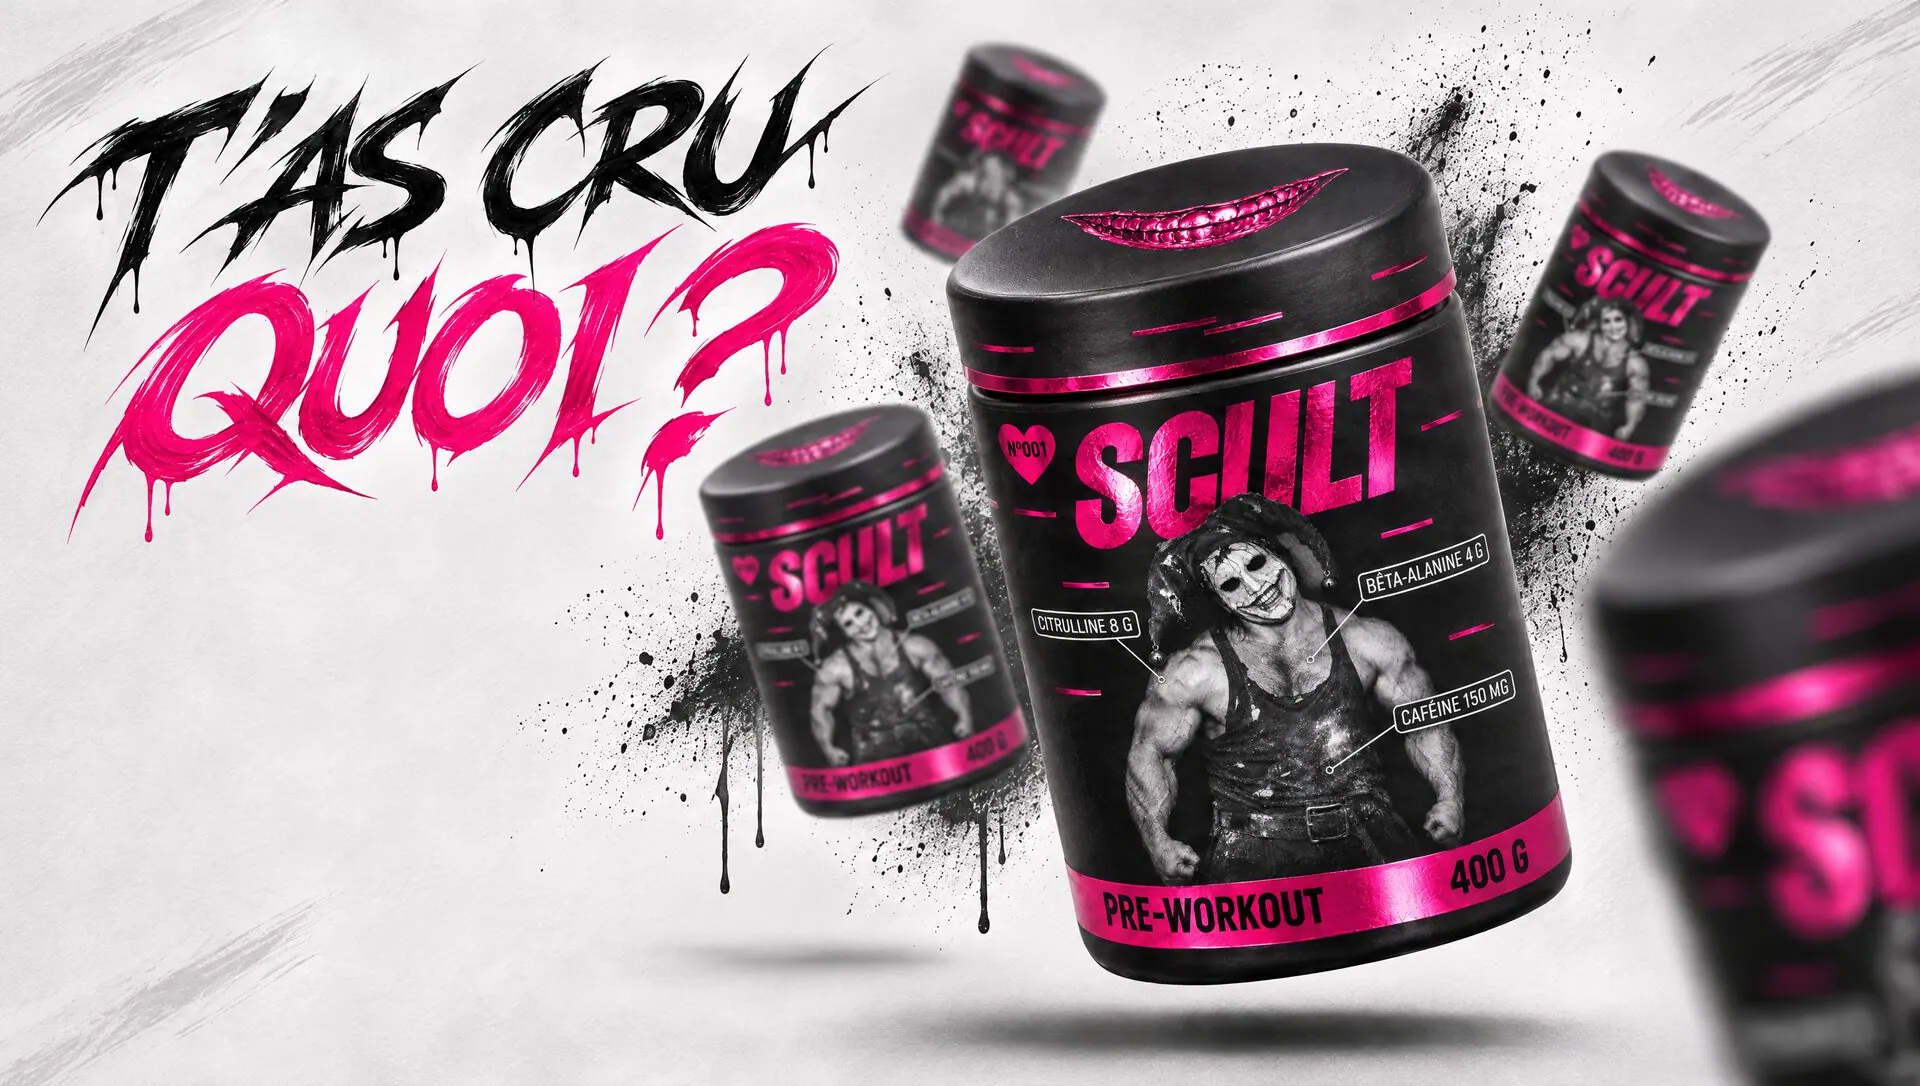 T'AS CRU
QUOI ?
SCULT
Nº001
SCULT
BÊTA-ALANINE 4 G
CITRULLINE 8 G
CAFÉINE 150 MG
PRE-WORKOUT
400 G
SCULT
PRE-WORKOUT
400 G
SCULT
PRE-WORKOUT
400 G